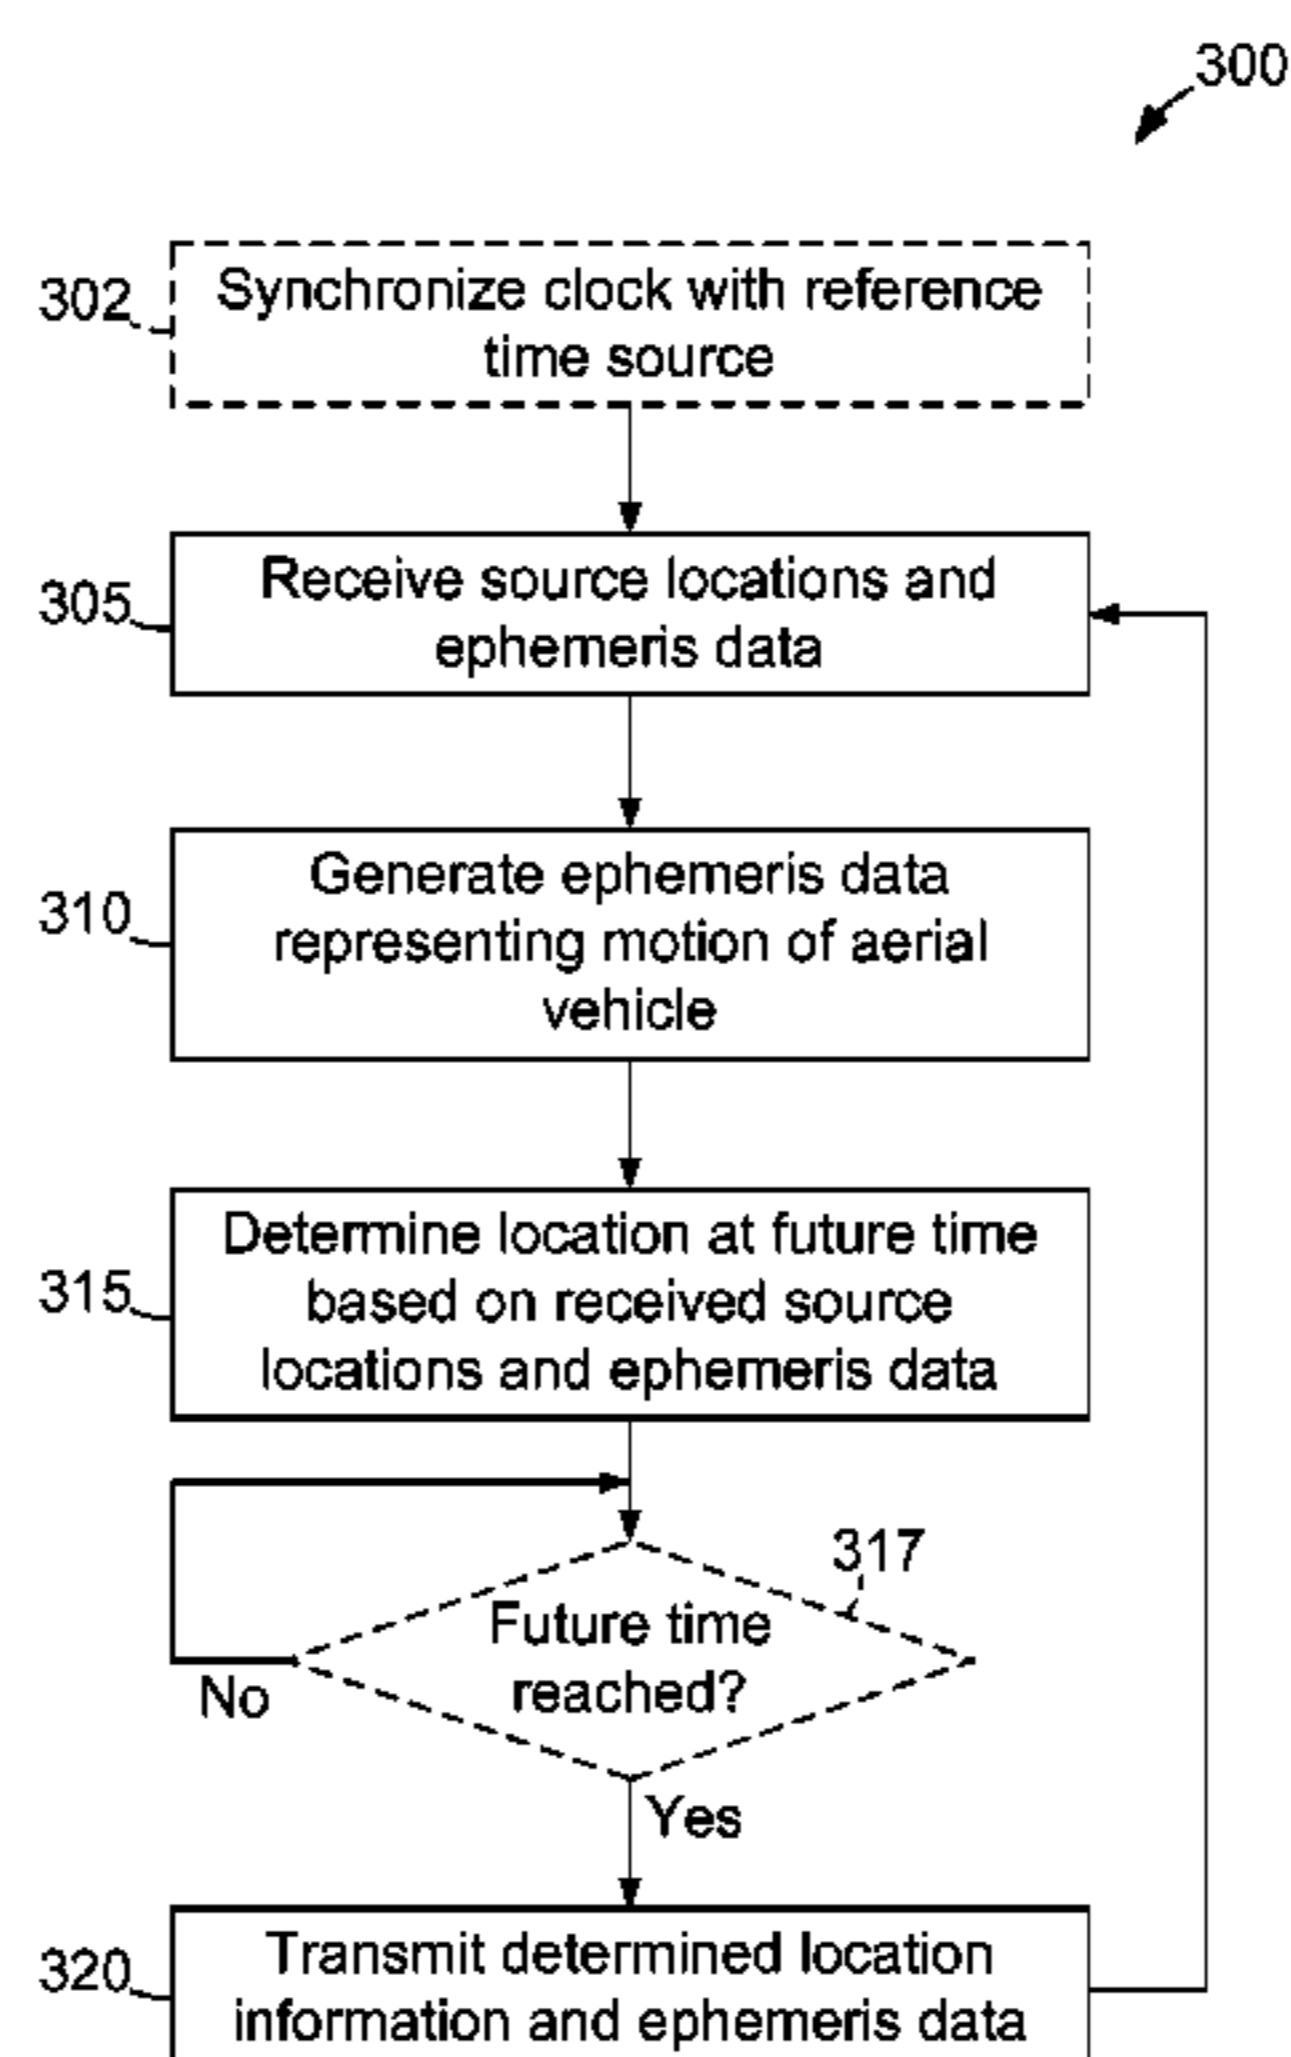 300
302
Synchronize clock with reference
time source
305
Receive source locations and
ephemeris data
310
Generate ephemeris data
representing motion of aerial
vehicle
315
Determine location at future time
based on received source
locations and ephemeris data
317
Future time
reached?
No
Yes
320
Transmit determined location
information and ephemeris data